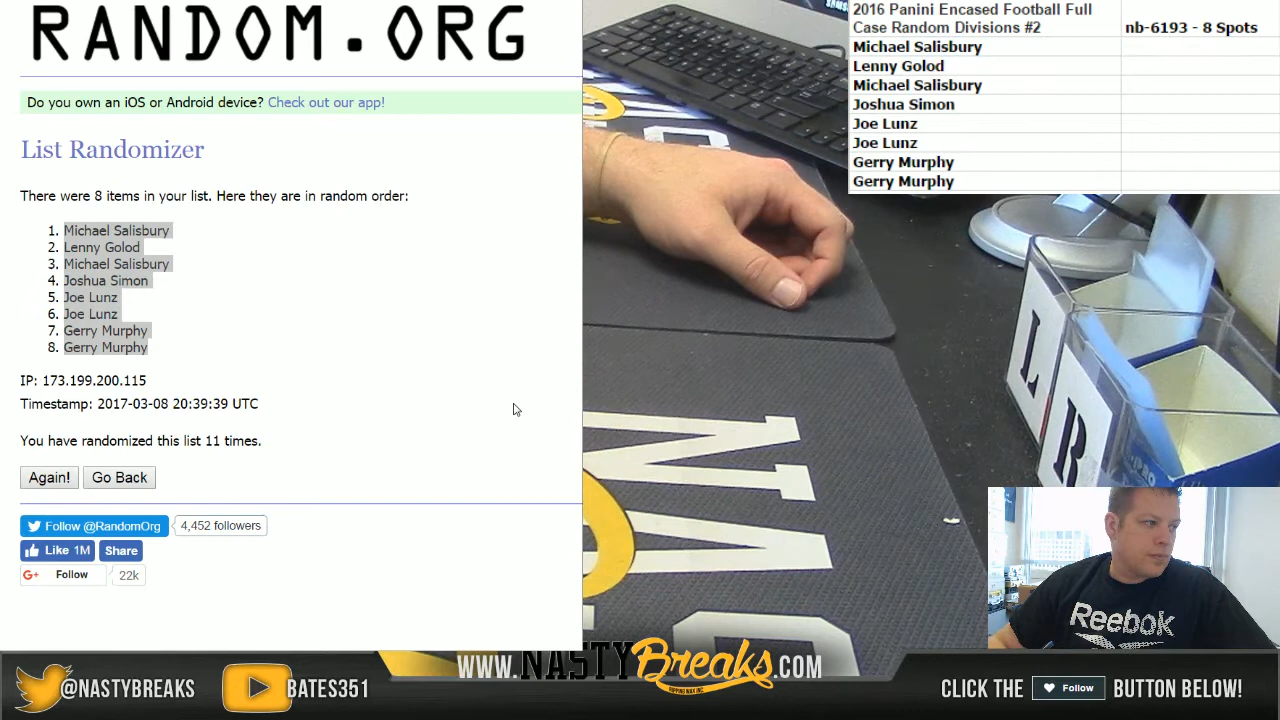 RANDOM.ORG
Do you own an iOS or Android device? Check out our app!
List Randomizer
There were 8 items in your list. Here they are in random order:
1. Michael Salisbury
2. Lenny Golod
3. Michael Salisbury
4. Joshua Simon
5. Joe Lunz
6. Joe Lunz
7. Gerry Murphy
8. Gerry Murphy
IP: 173.199.200.115
Timestamp: 2017-03-08 20:39:39 UTC
You have randomized this list 11 times.
Again! Go Back
Follow @RandomOrg 4,452 followers
Like 1M Share
G+ Follow 22k
2016 Panini Encased Football Full
Case Random Divisions #2 nb-6193 - 8 Spots
Michael Salisbury
Lenny Golod
Michael Salisbury
Joshua Simon
Joe Lunz
Joe Lunz
Gerry Murphy
Gerry Murphy
L
B
Reebok
@NASTYBREAKS
BATES351
WWW.NASTYBreaks.COM
RIPPING WAX INC.
CLICK THE Follow BUTTON BELOW!